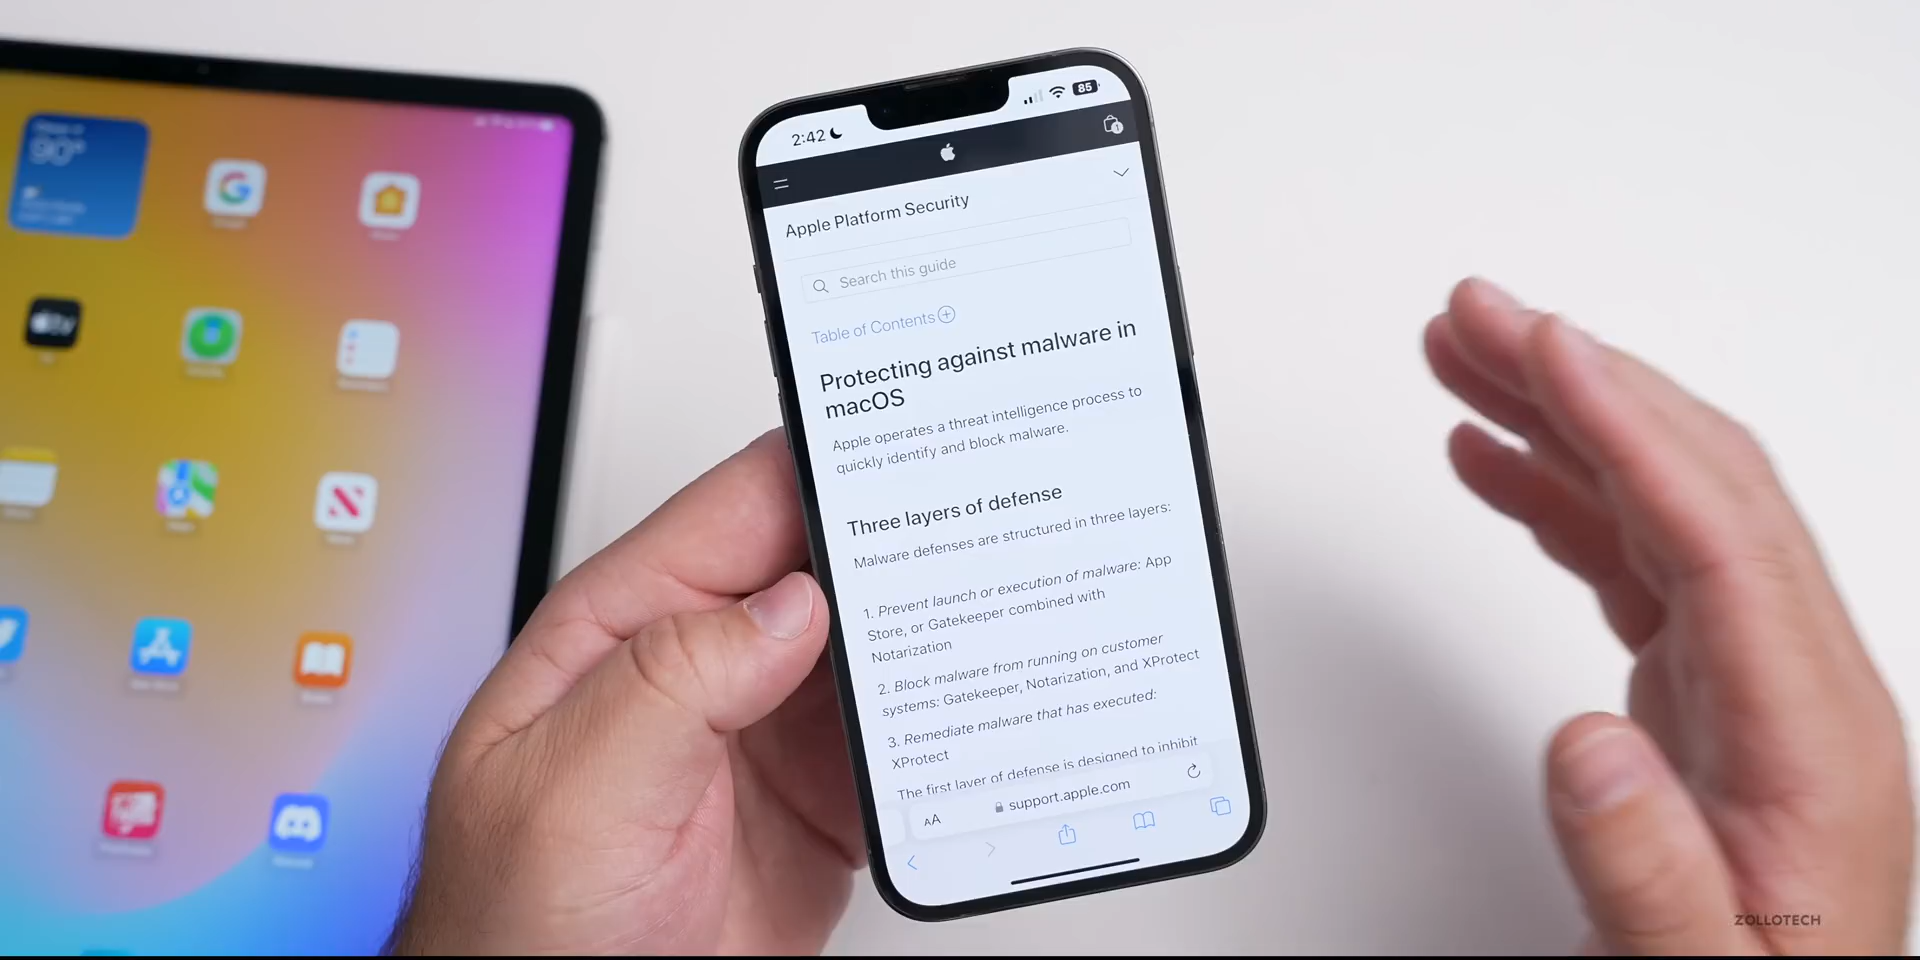 90°
tv
2:42
85
1
Apple Platform Security
Search this guide
Table of Contents
Protecting against malware in
macOS
Apple operates a threat intelligence process to
quickly identify and block malware.
Three layers of defense
Malware defenses are structured in three layers:
1. Prevent launch or execution of malware: App
Store, or Gatekeeper combined with
Notarization
2. Block malware from running on customer
systems: Gatekeeper, Notarization, and XProtect
3. Remediate malware that has executed:
XProtect
The first layer of defense is designed to inhibit
AA
support.apple.com
ZOLLOTECH